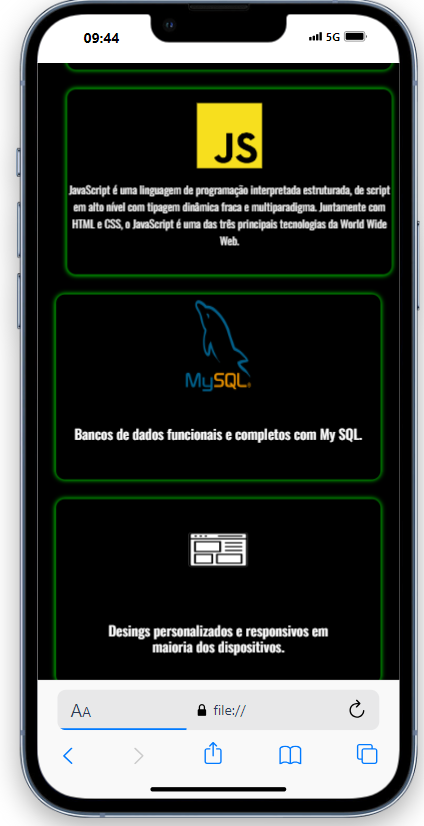 09:44
5G
JS
JavaScript é uma linguagem de programação interpretada estruturada, de script
em alto nível com tipagem dinâmica fraca e multiparadigma. Juntamente com
HTML e CSS, o JavaScript é uma das três principais tecnologias da World Wide
Web.
MySQL
Bancos de dados funcionais e completos com My SQL.
Desings personalizados e responsivos em
maioria dos dispositivos.
AA
file://